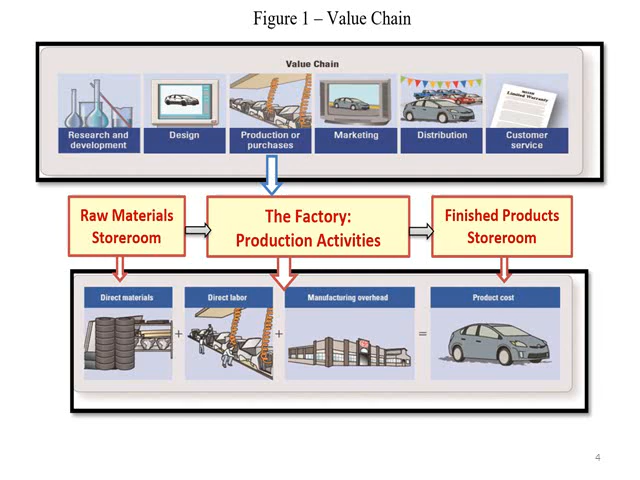 Figure 1 – Value Chain
Value Chain
Research and
development
Design
Production or
purchases
Marketing
Distribution
Limited Warranty
Customer
service
Raw Materials
Storeroom
The Factory:
Production Activities
Finished Products
Storeroom
Direct materials
Direct labor
Manufacturing overhead
Product cost
+
+
=
4